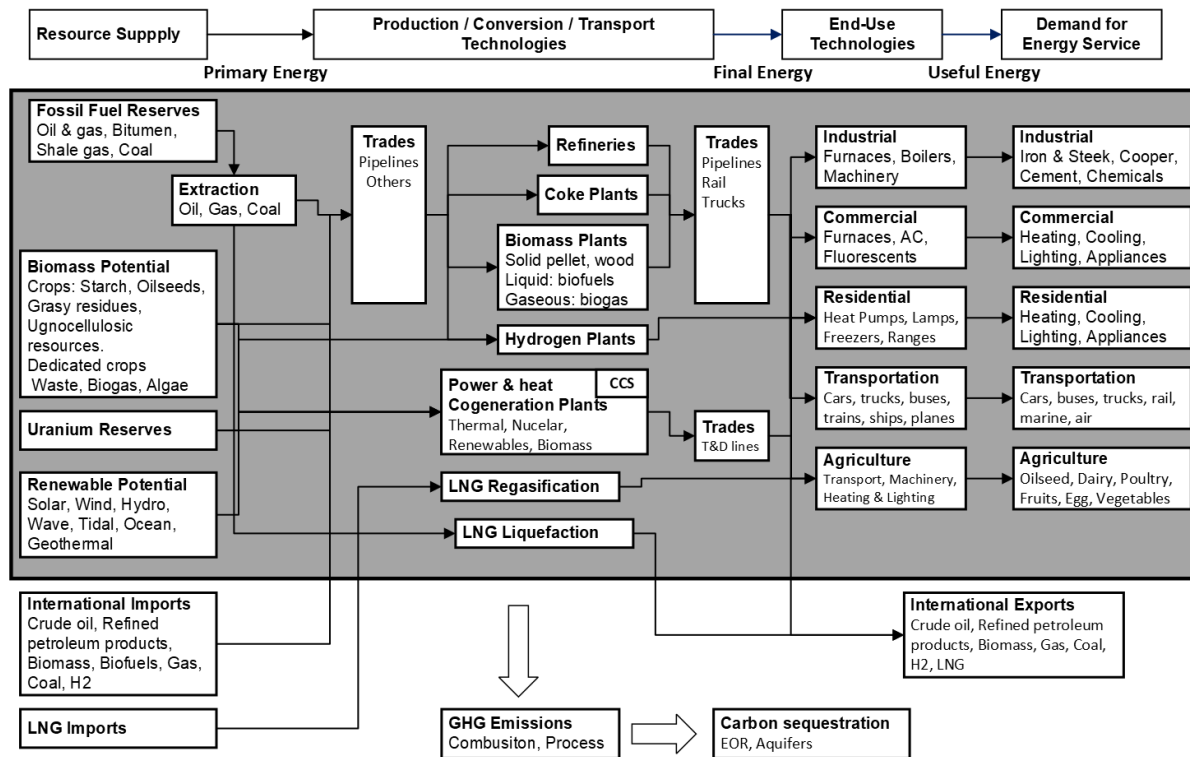 Resource Suppply
Production / Conversion / Transport
Technologies
End-Use
Technologies
Demand for
Energy Service
Primary Energy
Final Energy
Useful Energy
Fossil Fuel Reserves
Oil & gas, Bitumen,
Shale gas, Coal
Extraction
Oil, Gas, Coal
Biomass Potential
Crops: Starch, Oilseeds,
Grasy residues,
Ugnocellulosic
resources.
Dedicated crops
Waste, Biogas, Algae
Uranium Reserves
Renewable Potential
Solar, Wind, Hydro,
Wave, Tidal, Ocean,
Geothermal
International Imports
Crude oil, Refined
petroleum products,
Biomass, Biofuels, Gas,
Coal, H2
LNG Imports
Trades
Pipelines
Others
Refineries
Coke Plants
Biomass Plants
Solid pellet, wood
Liquid: biofuels
Gaseous: biogas
Hydrogen Plants
Power & heat
CCS
Cogeneration Plants
Thermal, Nucelar,
Renewables, Biomass
LNG Regasification
LNG Liquefaction
Trades
Pipelines
Rail
Trucks
Trades
T&D lines
Industrial
Furnaces, Boilers,
Machinery
Commercial
Furnaces, AC,
Fluorescents
Residential
Heat Pumps, Lamps,
Freezers, Ranges
Transportation
Cars, trucks, buses,
trains, ships, planes
Agriculture
Transport, Machinery,
Heating & Lighting
Industrial
Iron & Steek, Cooper,
Cement, Chemicals
Commercial
Heating, Cooling,
Lighting, Appliances
Residential
Heating, Cooling,
Lighting, Appliances
Transportation
Cars, buses, trucks, rail,
marine, air
Agriculture
Oilseed, Dairy, Poultry,
Fruits, Egg, Vegetables
International Exports
Crude oil, Refined petroleum
products, Biomass, Gas, Coal,
H2, LNG
GHG Emissions
Combusiton, Process
Carbon sequestration
EOR, Aquifers